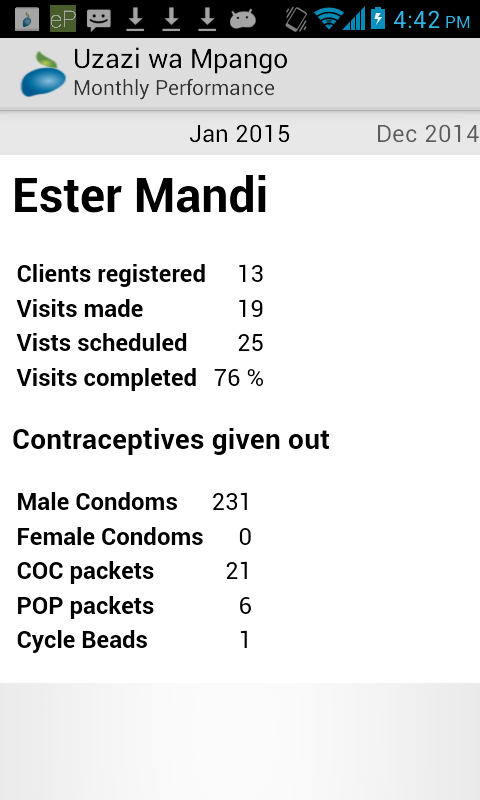 eP 4:42 PM
Uzazi wa Mpango
Monthly Performance
Jan 2015 Dec 2014
Ester Mandi
Clients registered 13
Visits made 19
Vists scheduled 25
Visits completed 76 %
Contraceptives given out
Male Condoms 231
Female Condoms 0
COC packets 21
POP packets 6
Cycle Beads 1